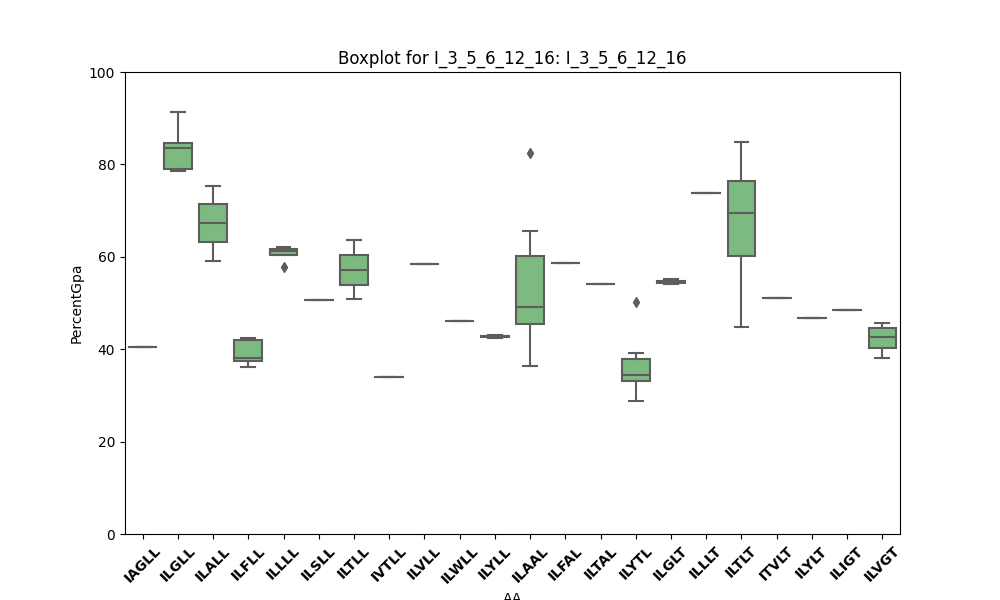 Boxplot for I_3_5_6_12_16: I_3_5_6_12_16
100
80
60
40
20
0
PercentGpa
IAGLL ILGLL ILALL ILFLL ILLLL ILSLL ILTLL IVTLL ILVLL ILWLL ILYLL ILAAL ILFAL ILTAL ILYTL ILGLT ILLLT ILTLT ITVLT ILYLT ILIGT ILVGT
AA